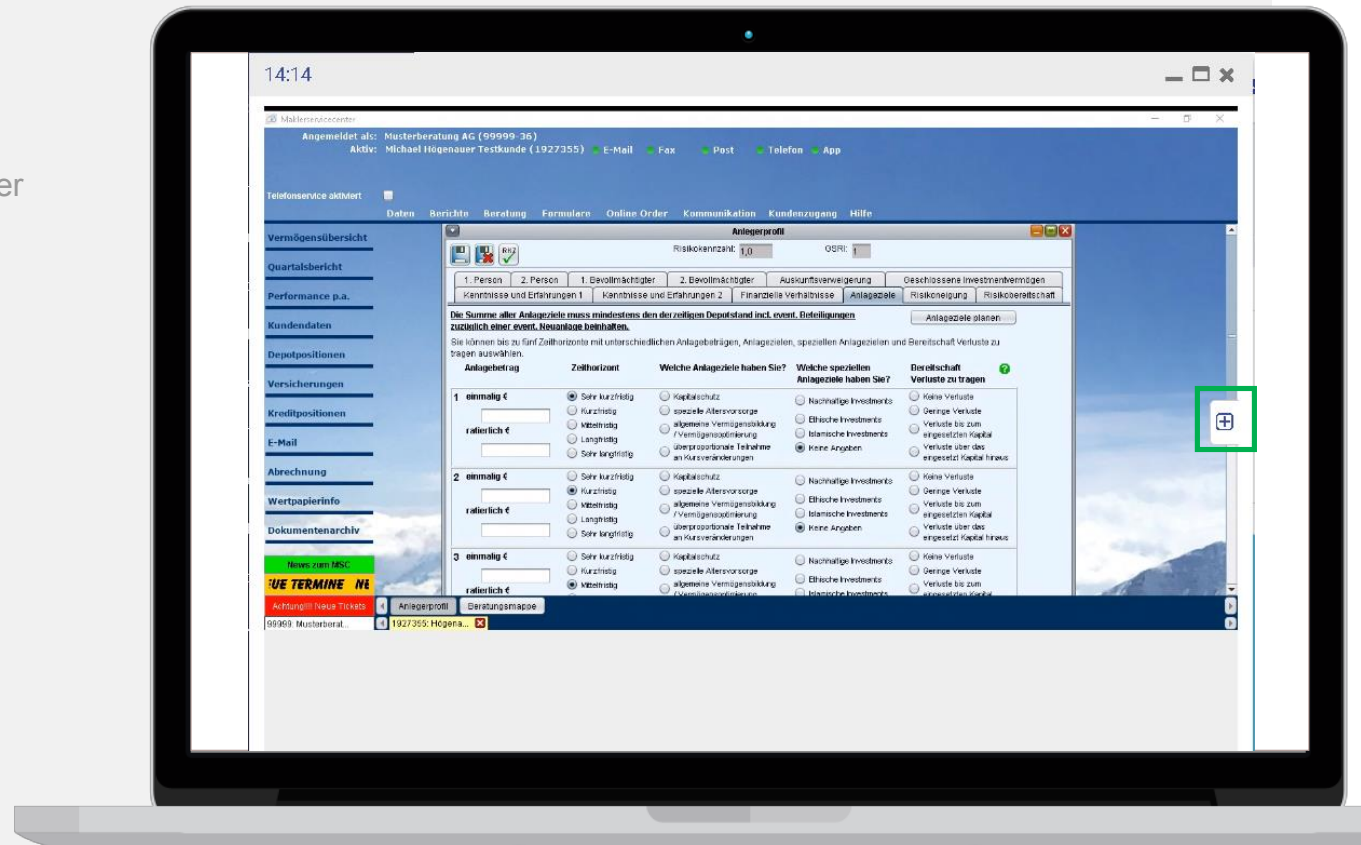 er
14:14
Maklerservicecenter
Angemeldet als: Musterberatung AG (99999-36)
Aktiv: Michael Högenauer Testkunde (1927355) E-Mail Fax Post Telefon App
Telefonservice aktiviert
Daten Berichte Beratung Formulare Online Order Kommunikation Kundenzugang Hilfe
Vermögensübersicht
Quartalsbericht
Performance p.a.
Kundendaten
Depotpositionen
Versicherungen
Kreditpositionen
E-Mail
Abrechnung
Wertpapierinfo
Dokumentenarchiv
News zum MSC
UE TERMINE NE
Achtung!!!! Neue Tickets
99999: Musterberat...
Anlegerprofil
RKZ
Risikokennzahl: 1,0 OSRI: 1
1. Person 2. Person 1. Bevollmächtigter 2. Bevollmächtigter Auskunftsverweigerung Geschlossene Investmentvermögen
Kenntnisse und Erfahrungen 1 Kenntnisse und Erfahrungen 2 Finanzielle Verhältnisse Anlageziele Risikoneigung Risikobereitschaft
Die Summe aller Anlageziele muss mindestens den derzeitigen Depotstand incl. event. Beteiligungen
zuzüglich einer event. Neuanlage beinhalten.
Anlageziele planen
Sie können bis zu fünf Zeithorizonte mit unterschiedlichen Anlagebeträgen, Anlagezielen, speziellen Anlagezielen und Bereitschaft Verluste zu
tragen auswählen.
Anlagebetrag Zeithorizont Welche Anlageziele haben Sie? Welche speziellen Anlageziele haben Sie? Bereitschaft Verluste zu tragen
1 einmalig €
ratierlich €
Sehr kurzfristig
Kurzfristig
Mittelfristig
Langfristig
Sehr langfristig
Kapitalschutz
spezielle Altersvorsorge
allgemeine Vermögensbildung
/ Vermögensoptimierung
überproportionale Teilnahme
an Kursveränderungen
Nachhaltige Investments
Ethische Investments
Islamische Investments
Keine Angaben
Keine Verluste
Geringe Verluste
Verluste bis zum
eingesetzten Kapital
Verluste über das
eingesetzt Kapital hinaus
2 einmalig €
ratierlich €
Sehr kurzfristig
Kurzfristig
Mittelfristig
Langfristig
Sehr langfristig
Kapitalschutz
spezielle Altersvorsorge
allgemeine Vermögensbildung
/ Vermögensoptimierung
überproportionale Teilnahme
an Kursveränderungen
Nachhaltige Investments
Ethische Investments
Islamische Investments
Keine Angaben
Keine Verluste
Geringe Verluste
Verluste bis zum
eingesetzten Kapital
Verluste über das
eingesetzt Kapital hinaus
3 einmalig €
ratierlich €
Sehr kurzfristig
Kurzfristig
Mittelfristig
Kapitalschutz
spezielle Altersvorsorge
allgemeine Vermögensbildung
/ Vermögensoptimierung
Nachhaltige Investments
Ethische Investments
Islamische Investments
Keine Verluste
Geringe Verluste
Verluste bis zum
eingesetzten Kapital
Anlegerprofil Beratungsmappe
1927355: Högena...